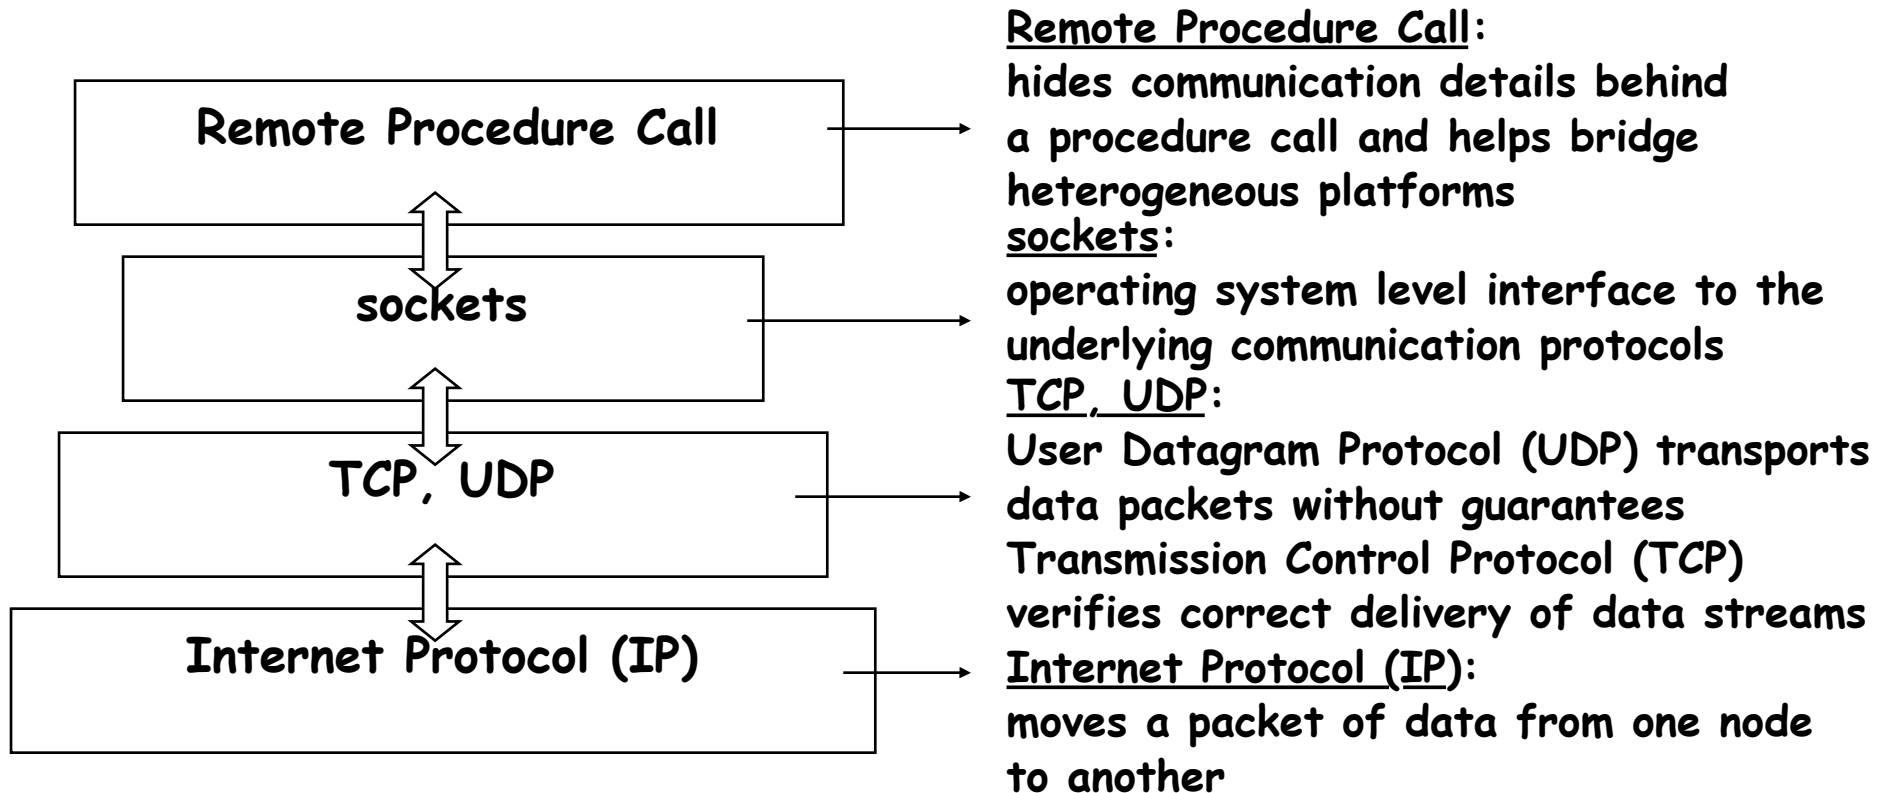 Remote Procedure Call
sockets
TCP, UDP
Internet Protocol (IP)
Remote Procedure Call:
hides communication details behind
a procedure call and helps bridge
heterogeneous platforms
sockets:
operating system level interface to the
underlying communication protocols
TCP, UDP:
User Datagram Protocol (UDP) transports
data packets without guarantees
Transmission Control Protocol (TCP)
verifies correct delivery of data streams
Internet Protocol (IP):
moves a packet of data from one node
to another